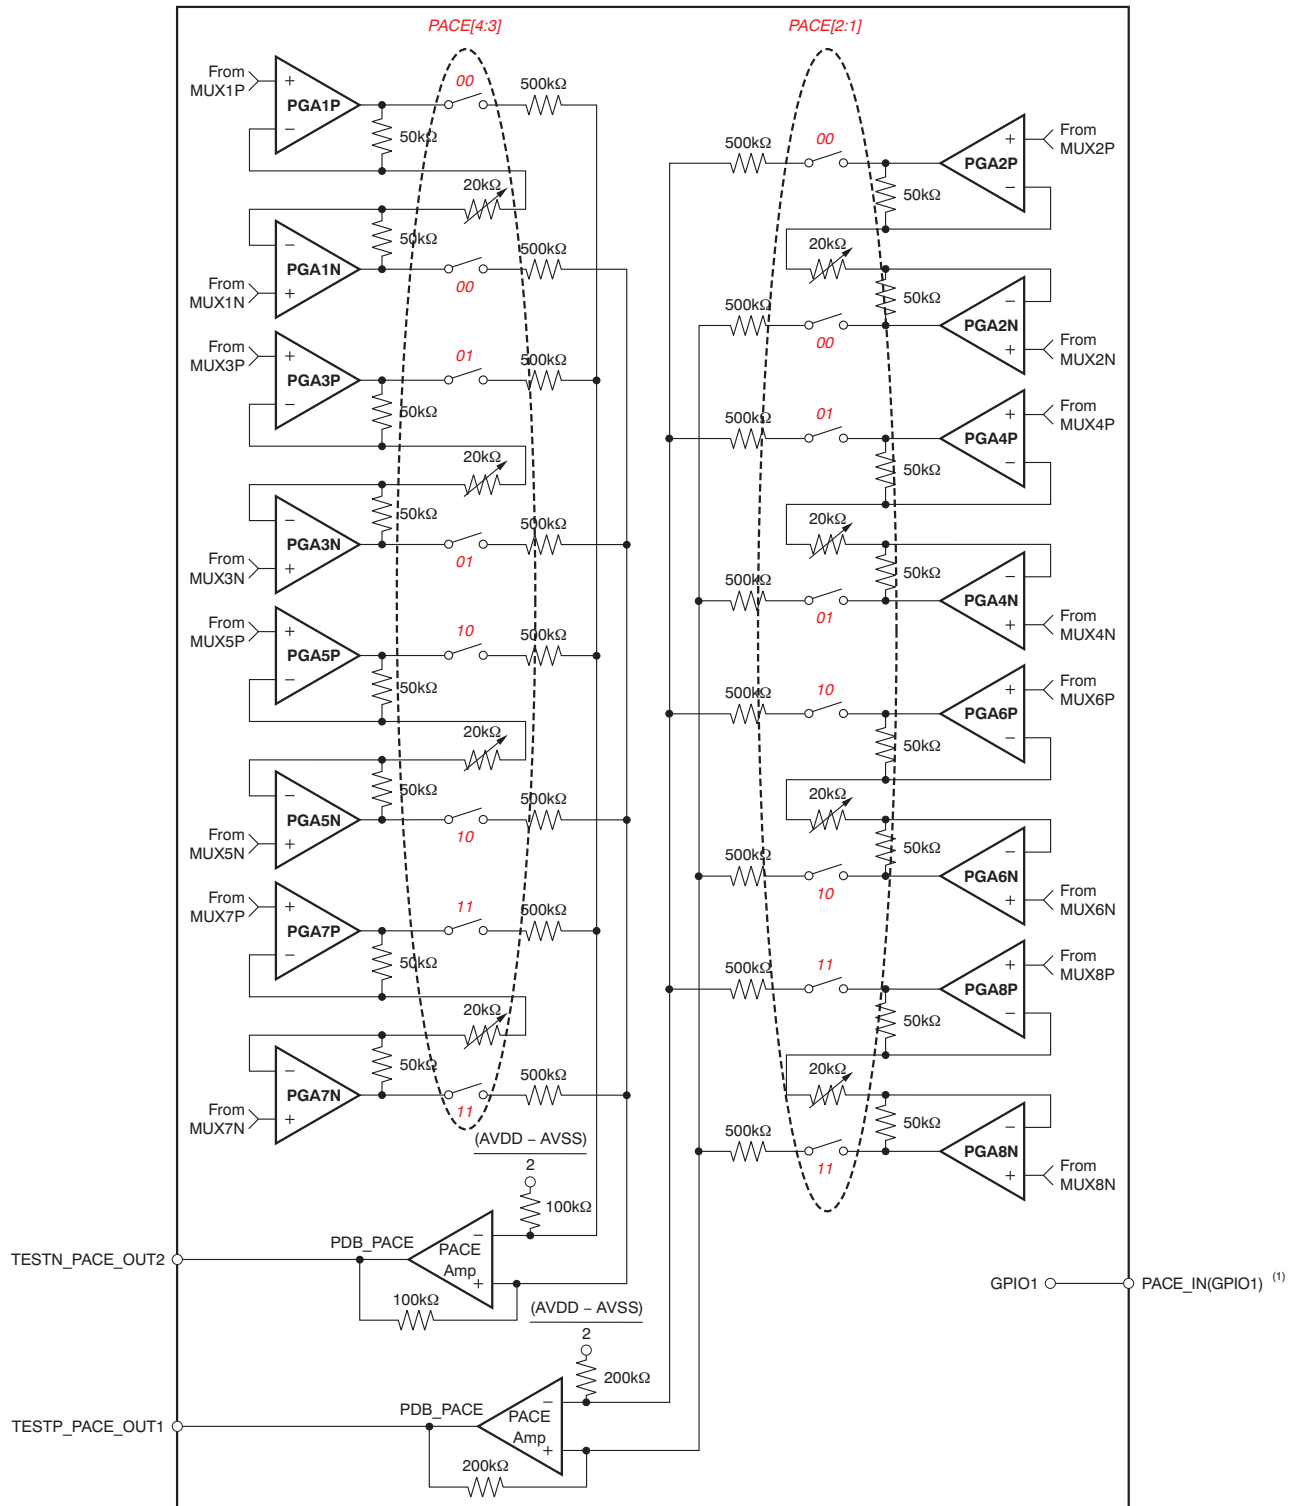 PACE[4:3]
PACE[2:1]
From
MUX1P
+
PGA1P
−
00
500kΩ
50kΩ
20kΩ
−
PGA1N
+
From
MUX1N
50kΩ
00
500kΩ
From
MUX3P
+
PGA3P
−
01
500kΩ
50kΩ
20kΩ
−
PGA3N
+
From
MUX3N
50kΩ
01
500kΩ
From
MUX5P
+
PGA5P
−
10
500kΩ
50kΩ
20kΩ
−
PGA5N
+
From
MUX5N
50kΩ
10
500kΩ
From
MUX7P
+
PGA7P
−
11
500kΩ
50kΩ
20kΩ
−
PGA7N
+
From
MUX7N
50kΩ
11
500kΩ
500kΩ
00
+
PGA2P
−
From
MUX2P
50kΩ
20kΩ
500kΩ
00
50kΩ
−
PGA2N
+
From
MUX2N
500kΩ
01
+
PGA4P
−
From
MUX4P
50kΩ
20kΩ
500kΩ
01
50kΩ
−
PGA4N
+
From
MUX4N
500kΩ
10
+
PGA6P
−
From
MUX6P
50kΩ
20kΩ
500kΩ
10
50kΩ
−
PGA6N
+
From
MUX6N
500kΩ
11
+
PGA8P
−
From
MUX8P
50kΩ
20kΩ
500kΩ
11
50kΩ
−
PGA8N
+
From
MUX8N
(AVDD − AVSS)
2
100kΩ
TESTN_PACE_OUT2
PDB_PACE
−
PACE
Amp
+
100kΩ
GPIO1
PACE_IN(GPIO1) (1)
(AVDD − AVSS)
2
200kΩ
TESTP_PACE_OUT1
PDB_PACE
−
PACE
Amp
+
200kΩ